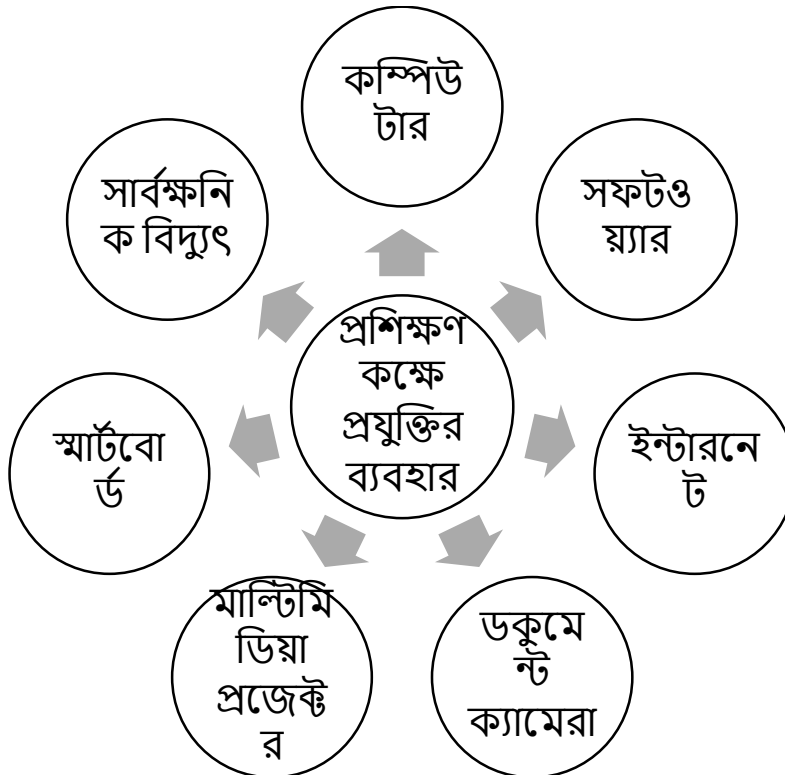 কম্পিউ
টার
সফটও
য়্যার
ইন্টারনে
ট
ডকুমে
ন্ট
ক্যামেরা
মাল্টিমি
ডিয়া
প্রজেক্ট
র
স্মার্টবো
র্ড
সার্বক্ষনি
ক বিদ্যুৎ
প্রশিক্ষণ
কক্ষে
প্রযুক্তির
ব্যবহার